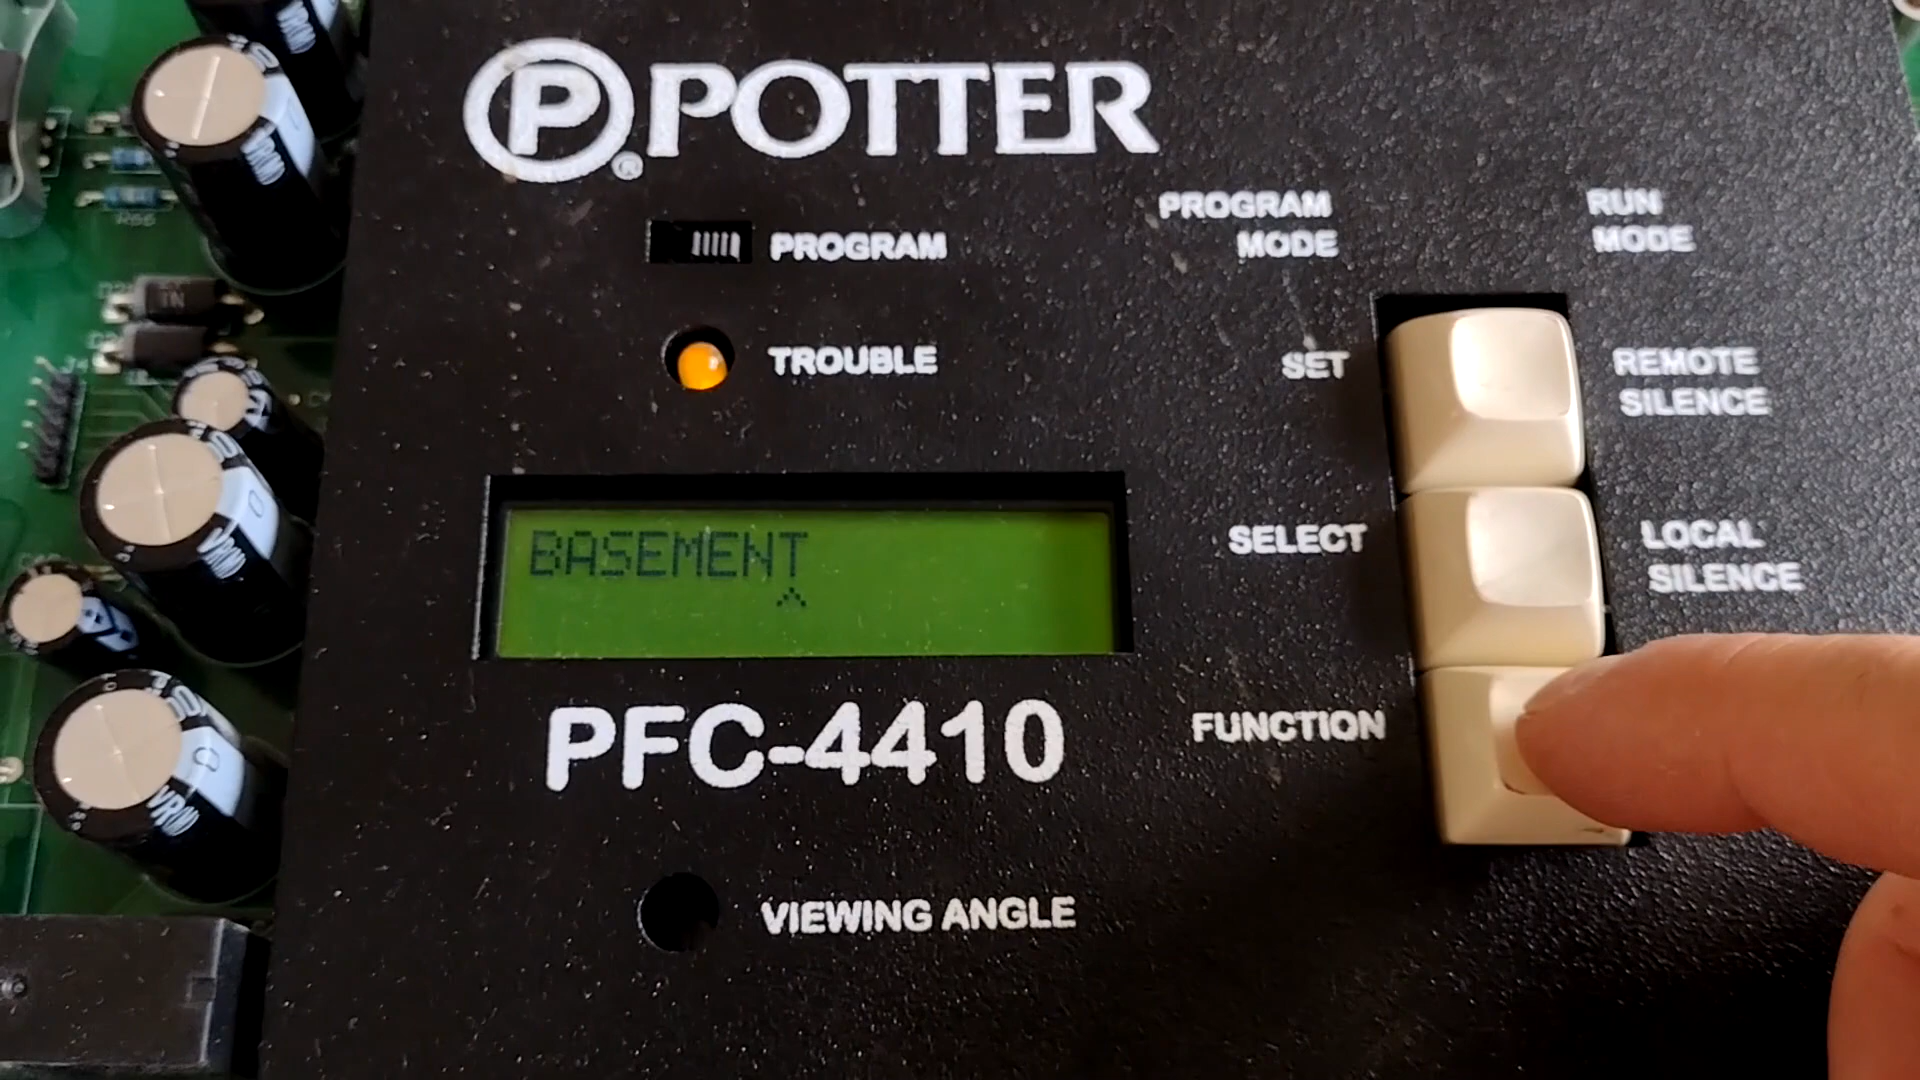 P® POTTER
PROGRAM
PROGRAM
MODE
RUN
MODE
TROUBLE
SET
REMOTE
SILENCE
BASEMENT
^
SELECT
LOCAL
SILENCE
PFC-4410
FUNCTION
VIEWING ANGLE
R66